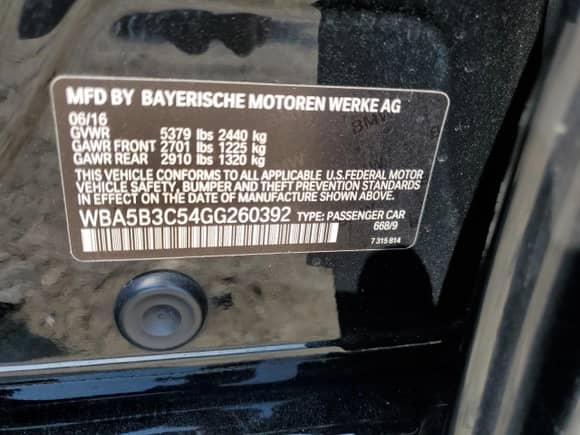 MFD BY BAYERISCHE MOTOREN WERKE AG
06/16
GVWR 5379 lbs 2440 kg
GAWR FRONT 2701 lbs 1225 kg
GAWR REAR 2910 lbs 1320 kg
THIS VEHICLE CONFORMS TO ALL APPLICABLE U.S.FEDERAL MOTOR
VEHICLE SAFETY, BUMPER AND THEFT PREVENTION STANDARDS
IN EFFECT ON THE DATE OF MANUFACTURE SHOWN ABOVE.
WBA5B3C54GG260392 TYPE: PASSENGER CAR
668/9
7 315 814
BMW